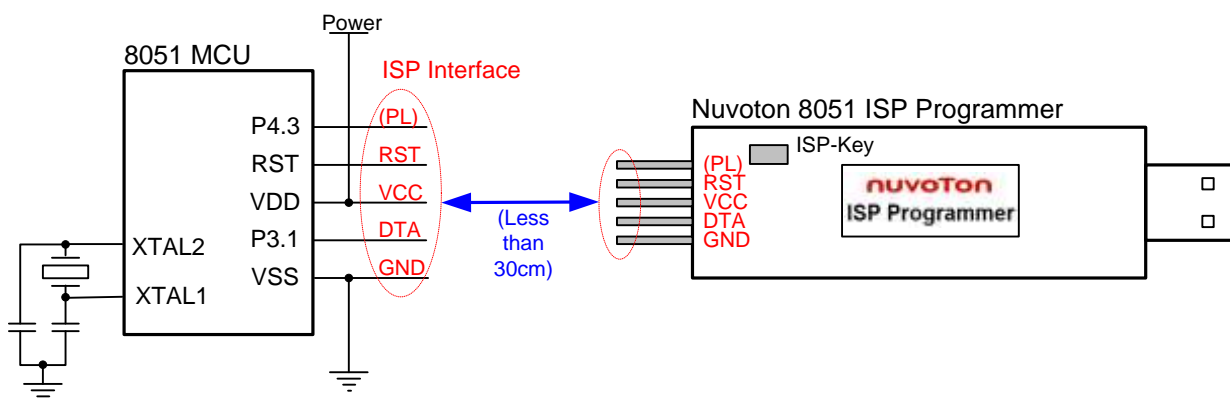 Power
8051 MCU
ISP Interface
P4.3
RST
VDD
P3.1
VSS
XTAL2
XTAL1
(PL)
RST
VCC
DTA
GND
(Less
than
30cm)
Nuvoton 8051 ISP Programmer
ISP-Key
(PL)
RST
VCC
DTA
GND
nuvoTon
ISP Programmer